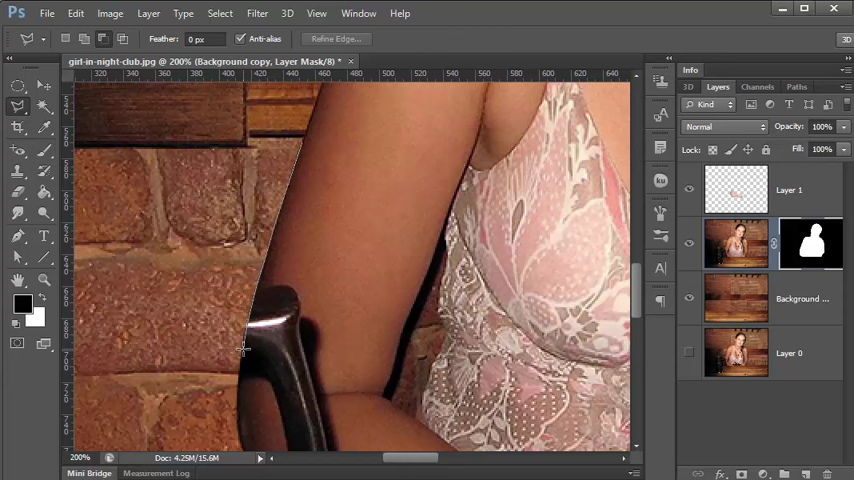 Ps File Edit Image Layer Type Select Filter 3D View Window Help
Feather: 0 px Anti-alias Refine Edge... 3D
girl-in-night-club.jpg @ 200% (Background copy, Layer Mask/8) *
320 340 360 380 400 420 440 460 480 500 520 540 560 580 600 620 640
Info
3D Layers Channels Paths
Kind
Normal Opacity: 100%
Lock: Fill: 100%
Layer 1
Background ...
Layer 0
200% Doc: 4.25M/15.6M
Mini Bridge Measurement Log